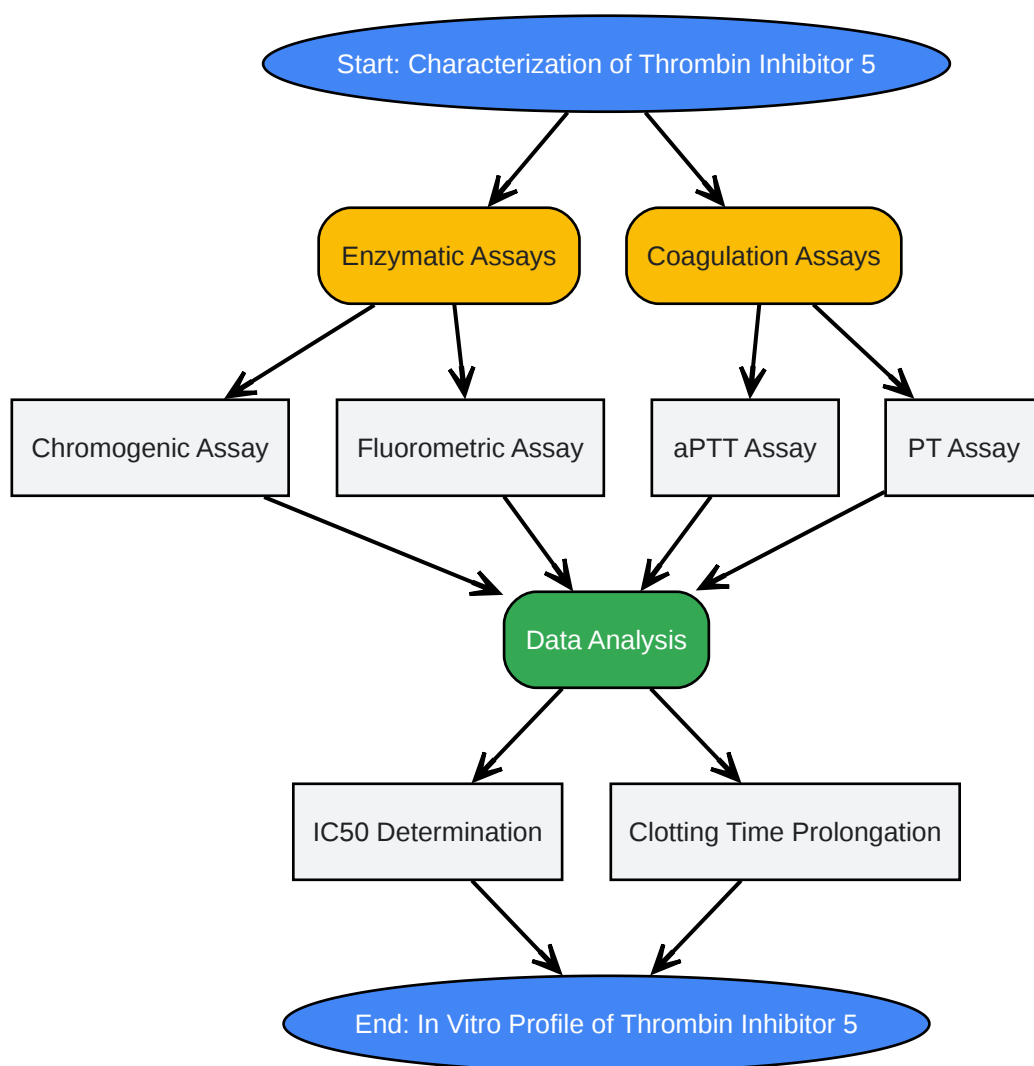 Start: Characterization of Thrombin Inhibitor 5
Enzymatic Assays
Coagulation Assays
Chromogenic Assay
Fluorometric Assay
aPTT Assay
PT Assay
Data Analysis
IC50 Determination
Clotting Time Prolongation
End: In Vitro Profile of Thrombin Inhibitor 5